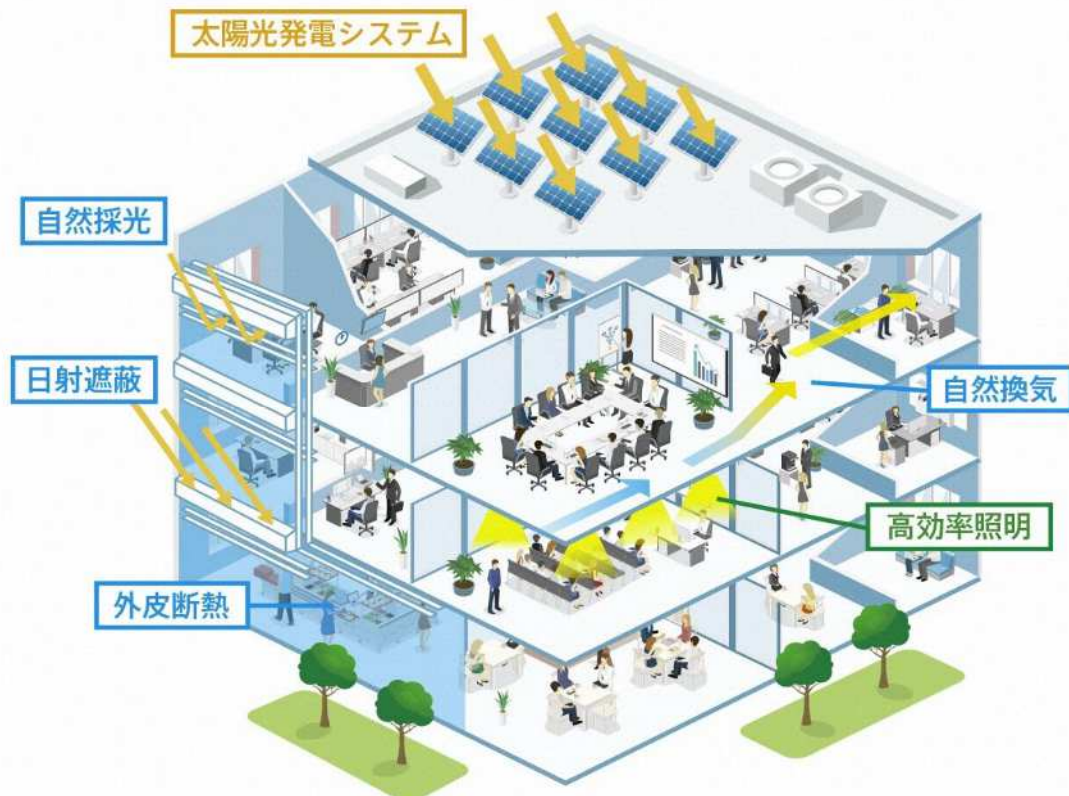 太陽光発電システム
自然採光
日射遮蔽
自然換気
高効率照明
外皮断熱